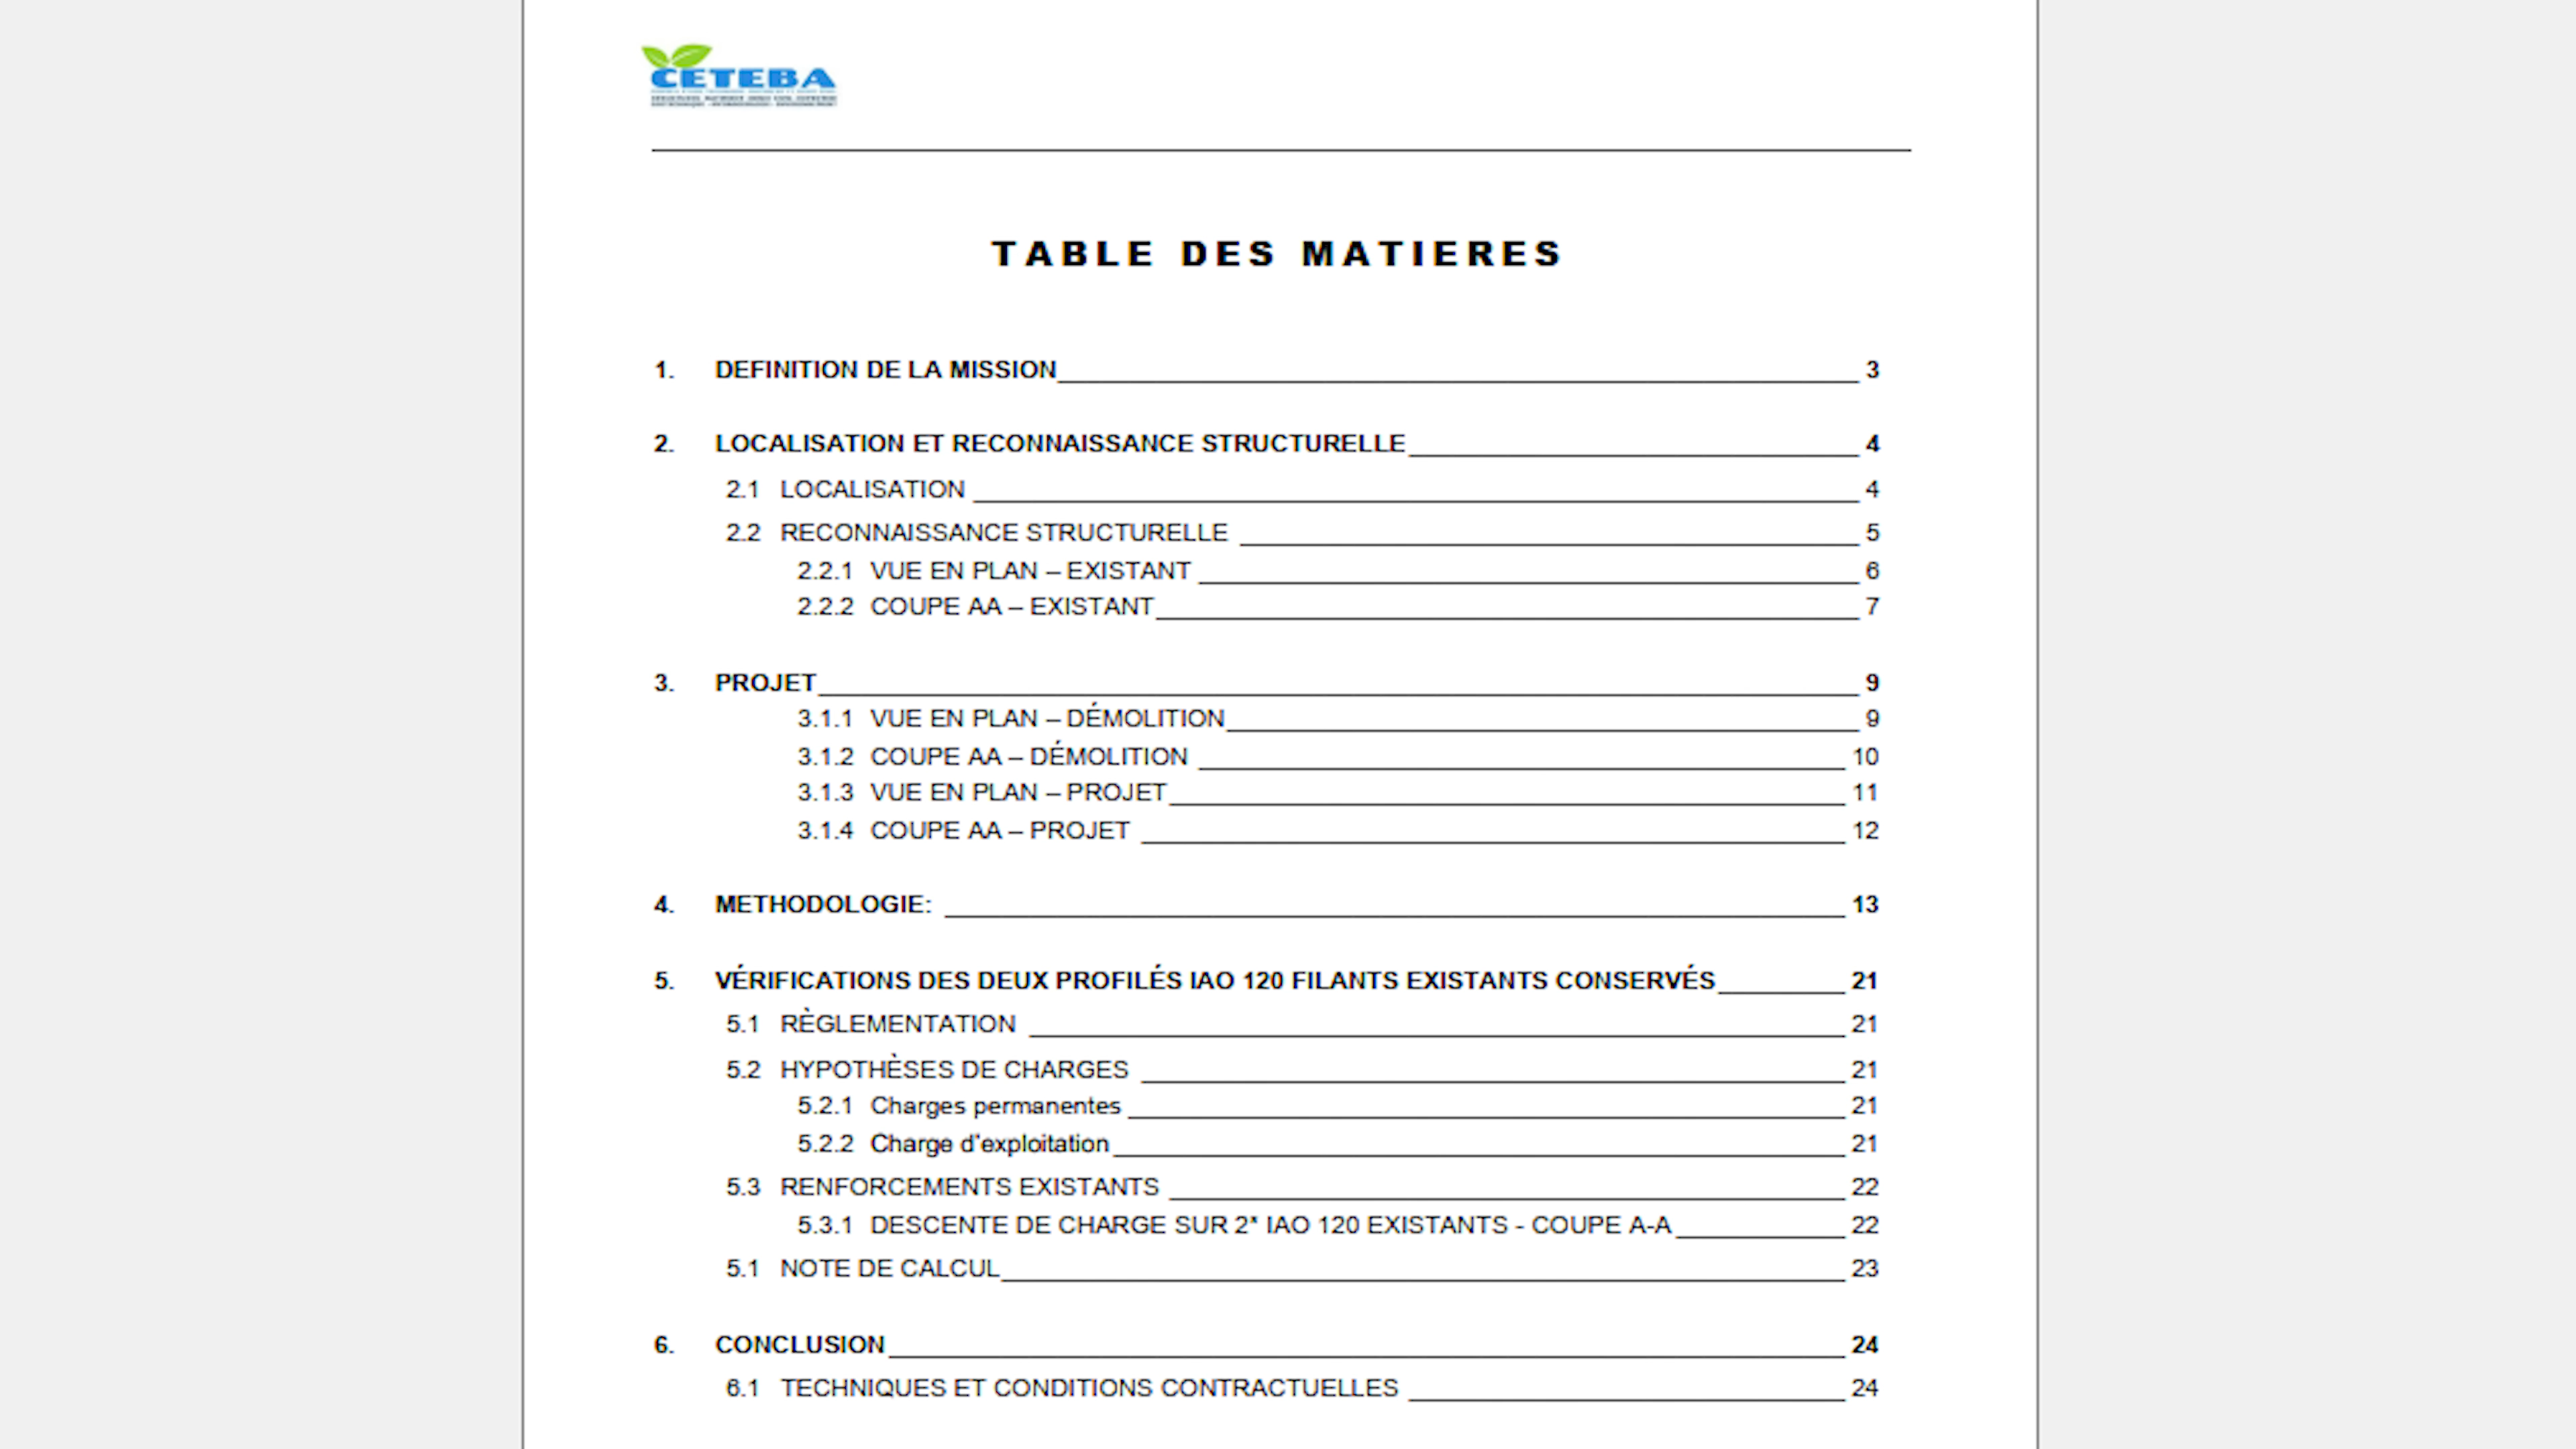 CETEBA
TABLE DES MATIERES
1. DEFINITION DE LA MISSION 3
2. LOCALISATION ET RECONNAISSANCE STRUCTURELLE 4
2.1 LOCALISATION 4
2.2 RECONNAISSANCE STRUCTURELLE 5
2.2.1 VUE EN PLAN – EXISTANT 6
2.2.2 COUPE AA – EXISTANT 7
3. PROJET 9
3.1.1 VUE EN PLAN – DÉMOLITION 9
3.1.2 COUPE AA – DÉMOLITION 10
3.1.3 VUE EN PLAN – PROJET 11
3.1.4 COUPE AA – PROJET 12
4. METHODOLOGIE: 13
5. VÉRIFICATIONS DES DEUX PROFILÉS IAO 120 FILANTS EXISTANTS CONSERVÉS 21
5.1 RÈGLEMENTATION 21
5.2 HYPOTHÈSES DE CHARGES 21
5.2.1 Charges permanentes 21
5.2.2 Charge d'exploitation 21
5.3 RENFORCEMENTS EXISTANTS 22
5.3.1 DESCENTE DE CHARGE SUR 2* IAO 120 EXISTANTS - COUPE A-A 22
5.1 NOTE DE CALCUL 23
6. CONCLUSION 24
6.1 TECHNIQUES ET CONDITIONS CONTRACTUELLES 24